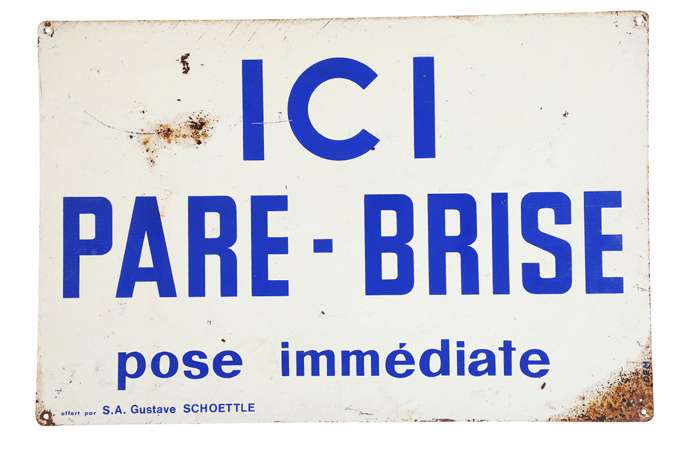 ICI
PARE-BRISE
pose immédiate
offert par S.A. Gustave SCHOETTLE